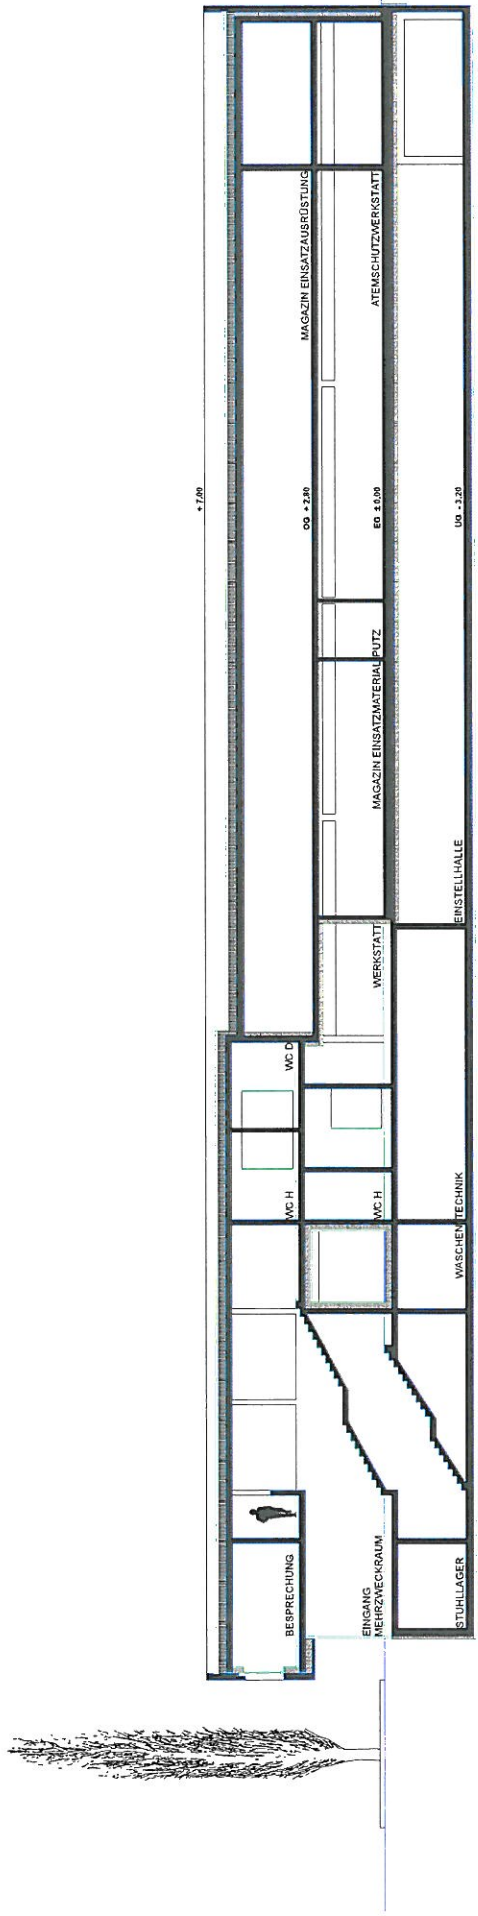 + 7.00
BESPRECHUNG
WC H
WC D
OG + 2.80
MAGAZIN EINSATZAUSRÜSTUNG
EINGANG
MEHRZWECKRAUM
WC H
WERKSTATT
MAGAZIN EINSATZMATERIAL
PUTZ
EG ± 0.00
ATEMSCHUTZWERKSTATT
STUHLLAGER
WASCHEN
TECHNIK
EINSTELLHALLE
UG - 3.20